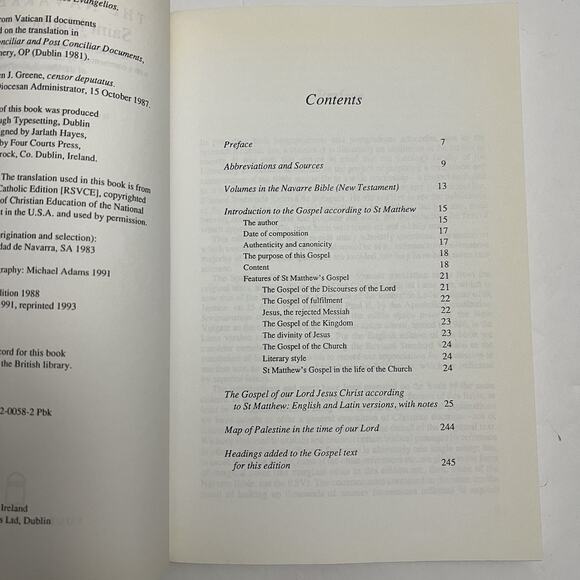 Evangelios.
from Vatican II documents
d on the translation in
nciliar and Post Conciliar Documents,
nery, OP (Dublin 1981).
n J. Greene, censor deputatus.
Diocesan Administrator, 15 October 1987.
of this book was produced
ugh Typesetting, Dublin
igned by Jarlath Hayes,
by Four Courts Press,
rock, Co. Dublin, Ireland.
The translation used in this book is from
Catholic Edition [RSVCE], copyrighted
of Christian Education of the National
t in the U.S.A. and used by permission.
origination and selection):
dad de Navarra, SA 1983
graphy: Michael Adams 1991
dition 1988
1991, reprinted 1993
cord for this book
the British library.
2-0058-2 Pbk
Ireland
s Ltd, Dublin
Contents
Preface 7
Abbreviations and Sources 9
Volumes in the Navarre Bible (New Testament) 13
Introduction to the Gospel according to St Matthew 15
The author 15
Date of composition 17
Authenticity and canonicity 17
The purpose of this Gospel 18
Content 18
Features of St Matthew's Gospel 21
The Gospel of the Discourses of the Lord 21
The Gospel of fulfilment 22
Jesus, the rejected Messiah 22
The Gospel of the Kingdom 23
The divinity of Jesus 23
The Gospel of the Church 24
Literary style 24
St Matthew's Gospel in the life of the Church 24
The Gospel of our Lord Jesus Christ according
to St Matthew: English and Latin versions, with notes 25
Map of Palestine in the time of our Lord 244
Headings added to the Gospel text
for this edition 245